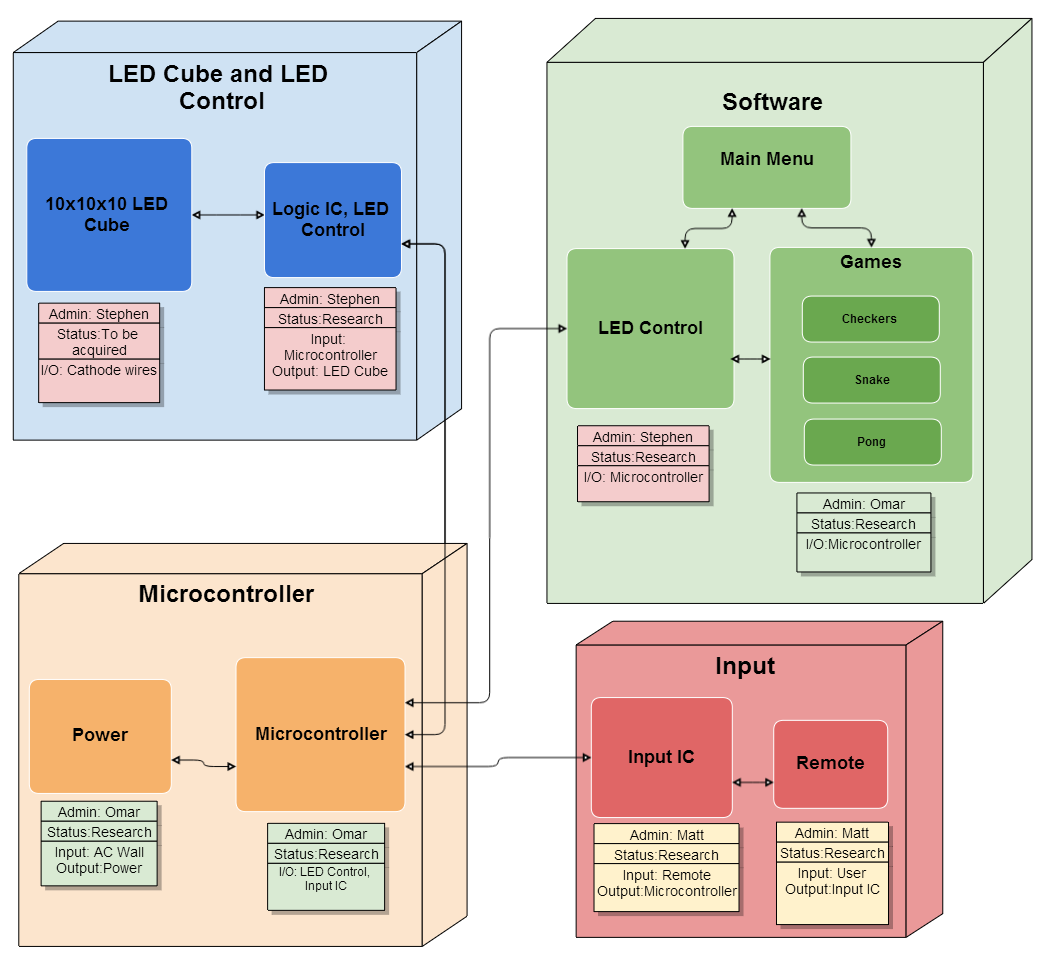 LED Cube and LED
Control
10x10x10 LED
Cube
Logic IC, LED
Control
Admin: Stephen
Status:To be
acquired
I/O: Cathode wires
Admin: Stephen
Status:Research
Input:
Microcontroller
Output: LED Cube
Software
Main Menu
LED Control
Games
Checkers
Snake
Pong
Admin: Stephen
Status:Research
I/O: Microcontroller
Admin: Omar
Status:Research
I/O:Microcontroller
Microcontroller
Power
Microcontroller
Admin: Omar
Status:Research
Input: AC Wall
Output:Power
Admin: Omar
Status:Research
I/O: LED Control,
Input IC
Input
Input IC
Remote
Admin: Matt
Status:Research
Input: Remote
Output:Microcontroller
Admin: Matt
Status:Research
Input: User
Output:Input IC